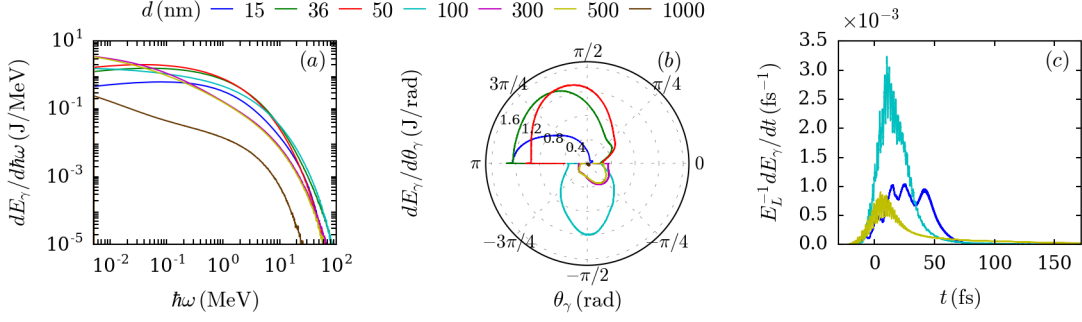 d (nm) 15 36 50 100 300 500 1000
(a)
dE_γ/dħω (J/MeV)
10^1
10^-1
10^-3
10^-5
10^-2 10^-1 10^0 10^1 10^2
ħω (MeV)
(b)
dE_γ/dθ_γ (J/rad)
π/2
3π/4 π/4
1.6
1.2
0.8
0.4
π 0
−3π/4 −π/4
−π/2
θ_γ (rad)
×10^-3
(c)
E_L^-1 dE_γ/dt (fs^-1)
3.5
3.0
2.5
2.0
1.5
1.0
0.5
0.0
0 50 100 150
t (fs)